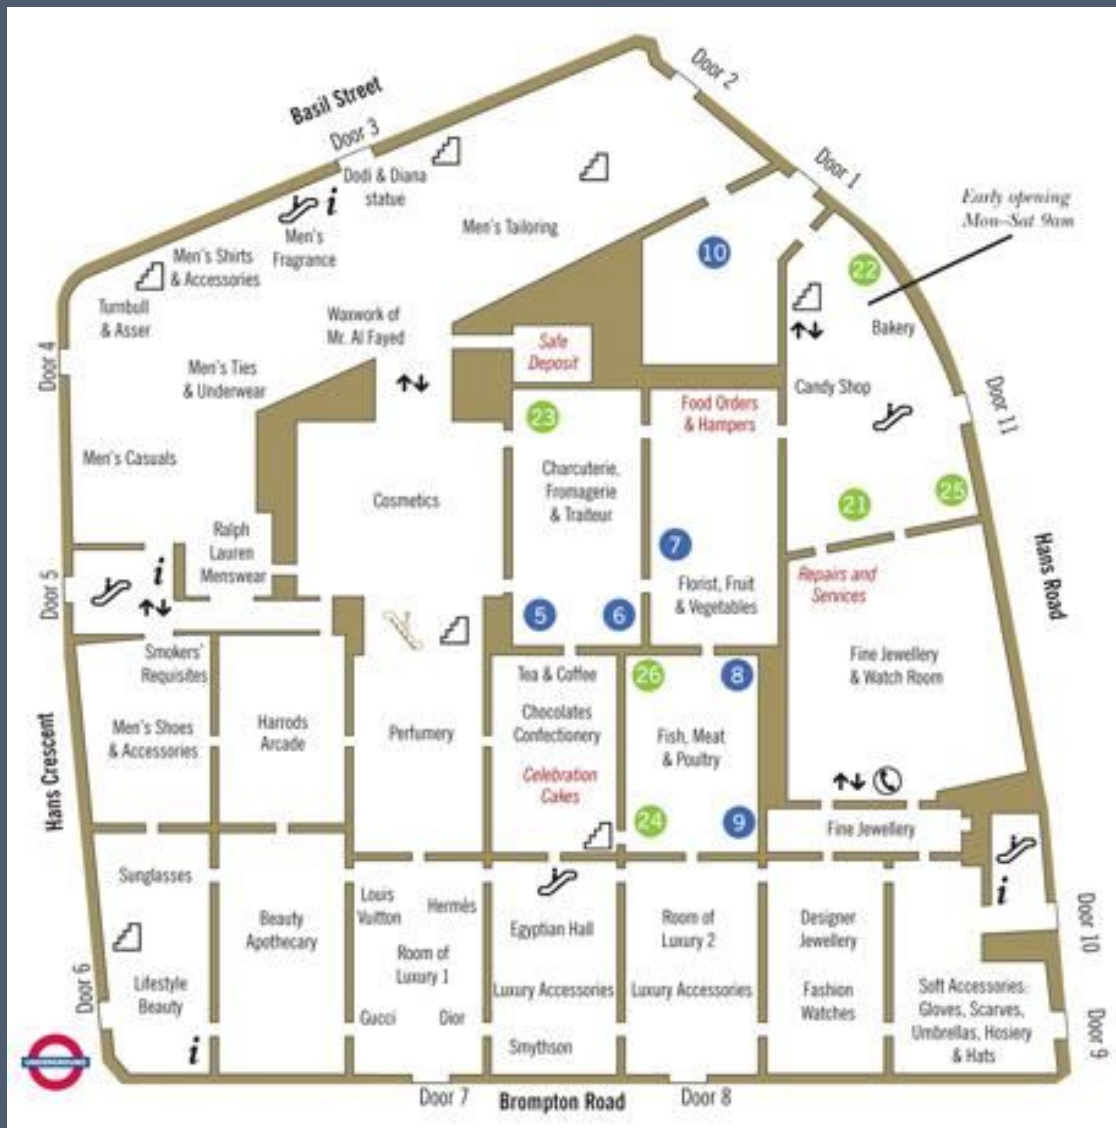 Door 2
Basil Street
Door 3
Door 1
Dodi & Diana
statue
i
Early opening
Mon–Sat 9am
Men's Tailoring
Men's
Fragrance
Men's Shirts
& Accessories
10
22
Turnbull
& Asser
Waxwork of
Mr. Al Fayed
Bakery
Safe
Deposit
Door 4
Men's Ties
& Underwear
Candy Shop
Door 11
23
Food Orders
& Hampers
Men's Casuals
Charcuterie,
Fromagerie
& Traiteur
Cosmetics
21
25
Ralph
Lauren
Menswear
7
Hans Road
Door 5
i
Repairs and
Services
Florist, Fruit
& Vegetables
5
6
Smokers'
Requisites
Tea & Coffee
26
8
Fine Jewellery
& Watch Room
Hans Crescent
Men's Shoes
& Accessories
Harrods
Arcade
Perfumery
Chocolates
Confectionery
Fish, Meat
& Poultry
Celebration
Cakes
24
9
Fine Jewellery
Sunglasses
i
Louis
Vuitton
Hermés
Beauty
Apothecary
Egyptian Hall
Room of
Luxury 2
Designer
Jewellery
Door 10
Room of
Luxury 1
Door 6
Lifestyle
Beauty
Luxury Accessories
Luxury Accessories
Fashion
Watches
Soft Accessories:
Gloves, Scarves,
Umbrellas, Hosiery
& Hats
Gucci
Dior
Door 9
Smythson
i
UNDERGROUND
Door 7
Brompton Road
Door 8